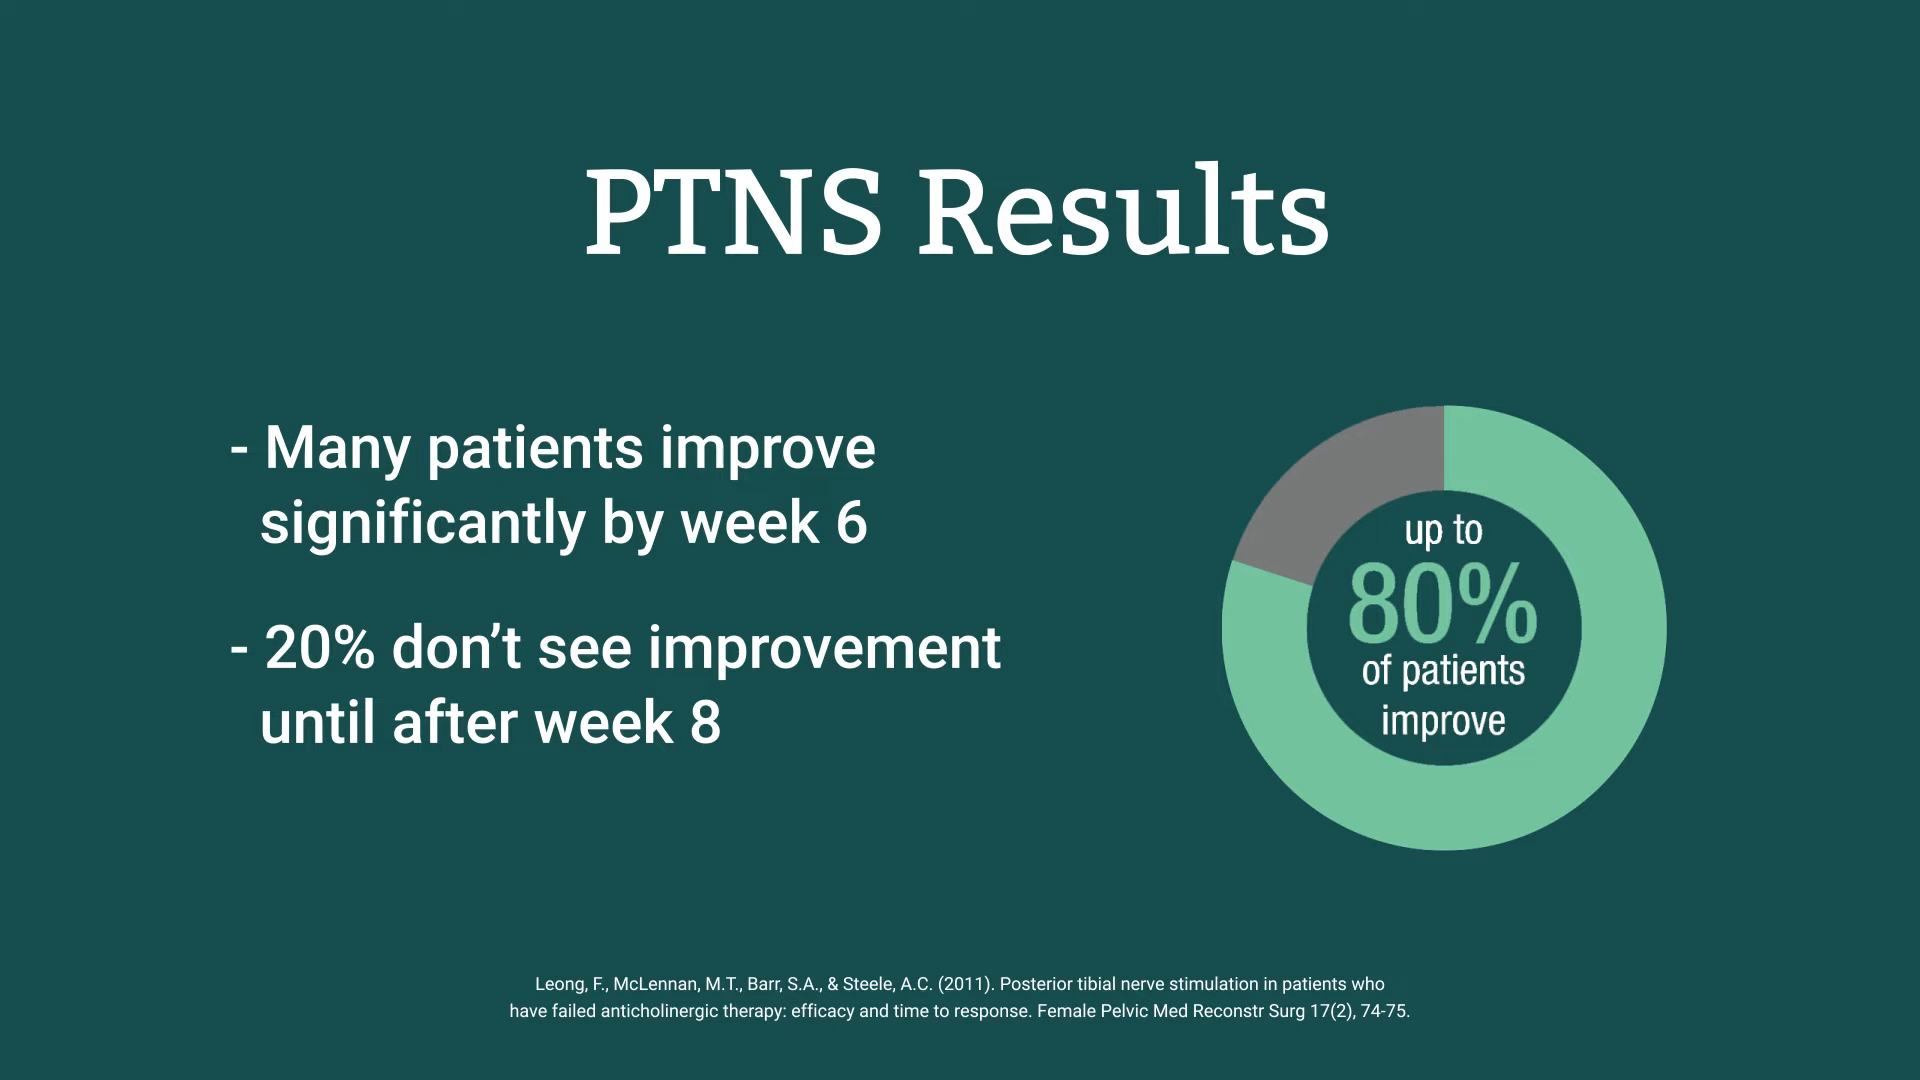 PTNS Results
- Many patients improve
significantly by week 6
- 20% don’t see improvement
until after week 8
up to
80%
of patients
improve
Leong, F., McLennan, M.T., Barr, S.A., & Steele, A.C. (2011). Posterior tibial nerve stimulation in patients who
have failed anticholinergic therapy: efficacy and time to response. Female Pelvic Med Reconstr Surg 17(2), 74-75.